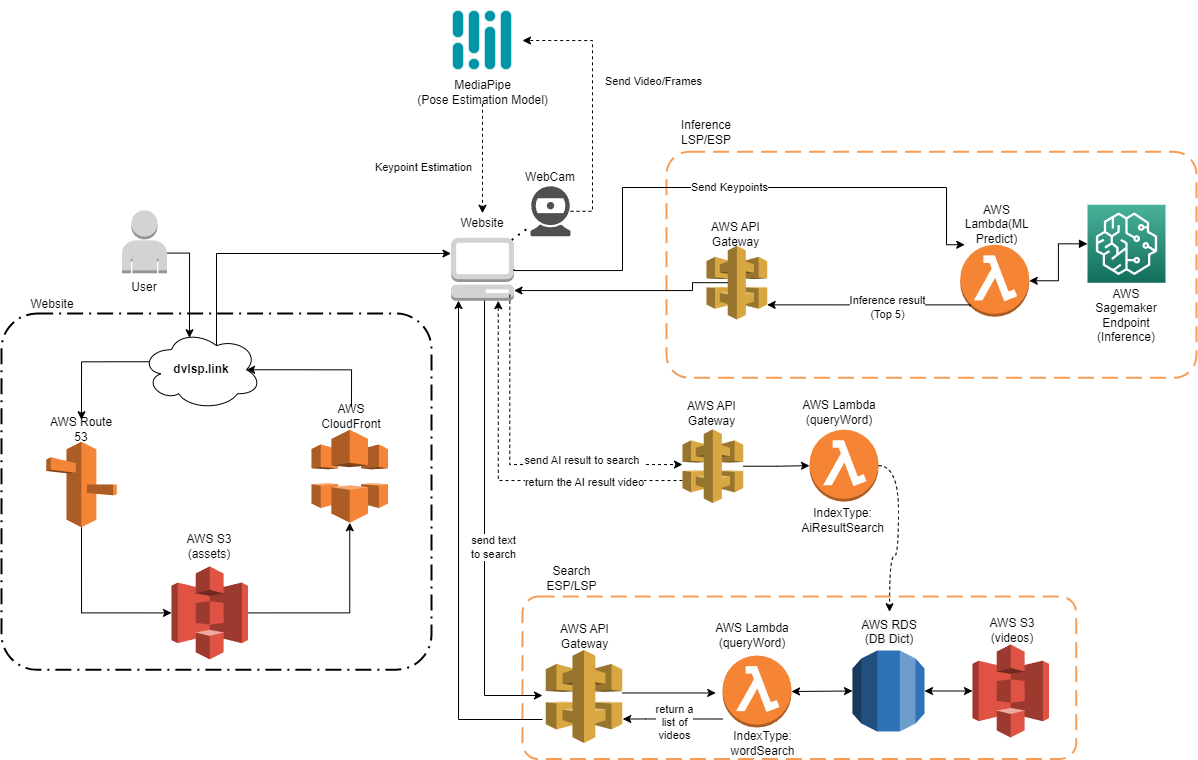 MediaPipe
(Pose Estimation Model)
Send Video/Frames
Keypoint Estimation
WebCam
Website
User
Website
dvlsp.link
AWS Route
53
AWS
CloudFront
AWS S3
(assets)
Inference
LSP/ESP
Send Keypoints
AWS API
Gateway
AWS
Lambda(ML
Predict)
Inference result
(Top 5)
AWS
Sagemaker
Endpoint
(Inference)
AWS API
Gateway
AWS Lambda
(queryWord)
send AI result to search
return the AI result video
IndexType:
AiResultSearch
send text
to search
Search
ESP/LSP
AWS API
Gateway
AWS Lambda
(queryWord)
AWS RDS
(DB Dict)
AWS S3
(videos)
return a
list of
videos
IndexType:
wordSearch